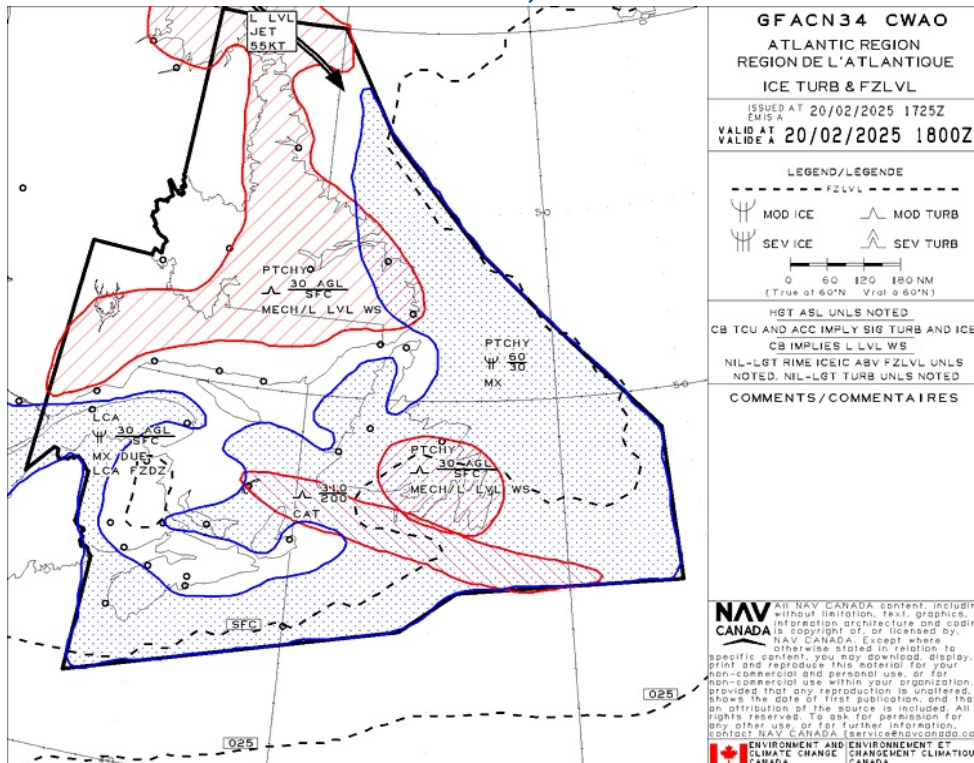 L LVL
JET
55KT
PTCHY
30 AGL
SFC
MECH/L LVL WS
50
PTCHY
60
30
MX
50
LCA
30 AGL
SFC
MX DUE
LCA FZDZ
PTCHY
30 AGL
SFC
MECH/L LVL WS
310
200
CAT
SFC
025
025
GFACN34 CWAO
ATLANTIC REGION
REGION DE L'ATLANTIQUE
ICE TURB & FZLVL
ISSUED AT
EMIS A
20/02/2025 1725Z
VALID AT
VALIDE A
20/02/2025 1800Z
LEGEND/LÉGENDE
FZLVL
MOD ICE
MOD TURB
SEV ICE
SEV TURB
0 60 120 180 NM
(True at 60°N Vrai a 60°N)
HGT ASL UNLS NOTED
CB TCU AND ACC IMPLY SIG TURB AND ICE
CB IMPLIES L LVL WS
NIL-LGT RIME ICEIC ABV FZLVL UNLS
NOTED. NIL-LGT TURB UNLS NOTED
COMMENTS/COMMENTAIRES
NAV
CANADA
All NAV CANADA content, includin
without limitation, text, graphics,
information architecture and codin
is copyright of, or licensed by,
NAV CANADA. Except where
otherwise stated in relation to
specific content, you may download, display,
print and reproduce this material for your
non-commercial and personal use, or for
non-commercial use within your organization,
provided that any reproduction is unaltered,
shows the date of first publication, and tha
an attribution of the source is included. All
rights reserved. To ask for permission for
any other use, or for further information,
contact NAV CANADA (service@navcanada.ca
ENVIRONMENT AND
CLIMATE CHANGE
CANADA
ENVIRONNEMENT ET
CHANGEMENT CLIMATIQU
CANADA